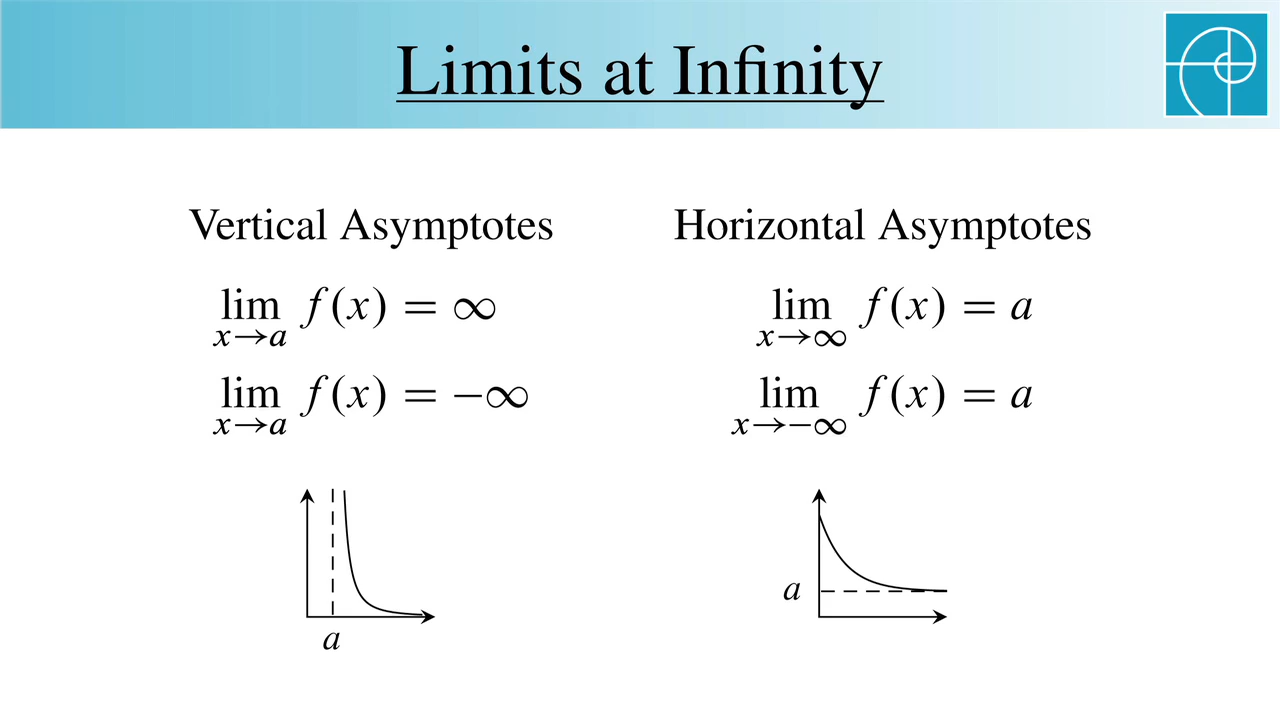 Limits at Infinity
Vertical Asymptotes
lim f(x) = ∞
x→a
lim f(x) = −∞
x→a
a
Horizontal Asymptotes
lim f(x) = a
x→∞
lim f(x) = a
x→−∞
a